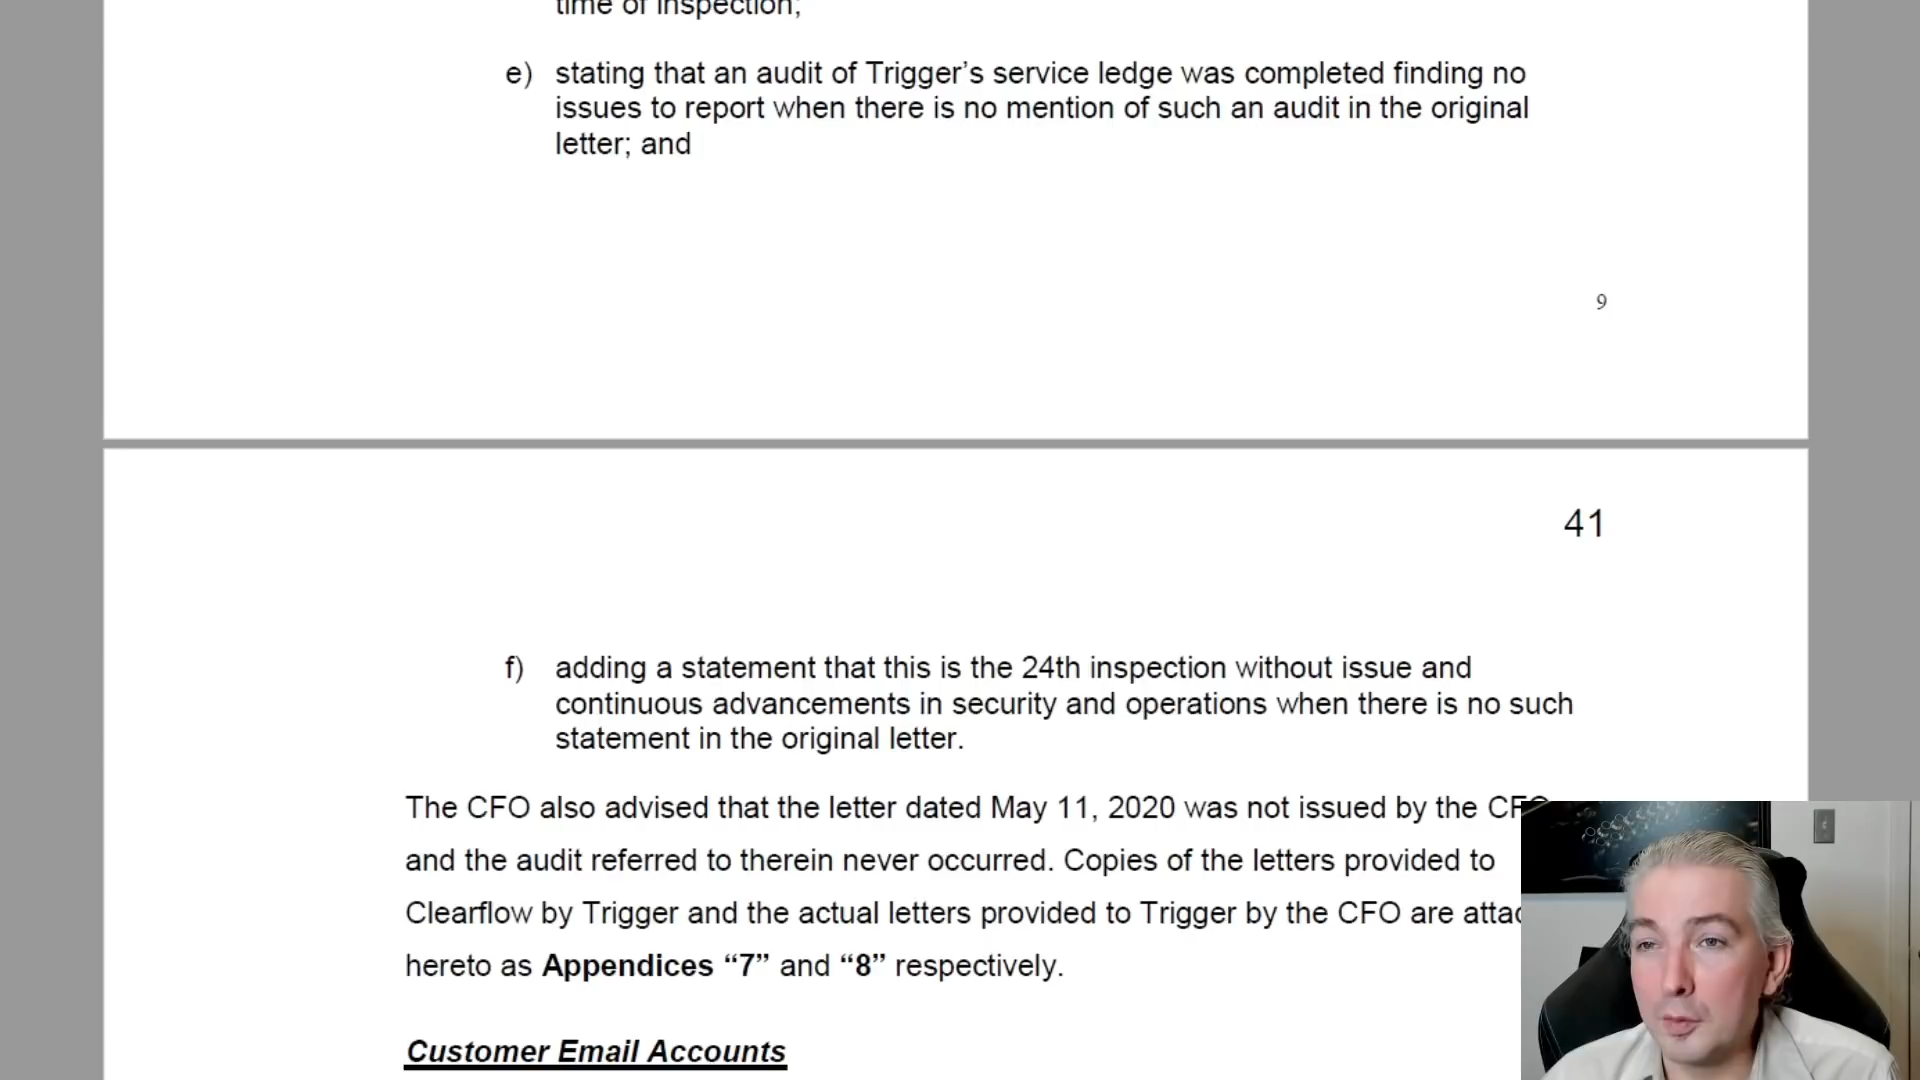 time of inspection;
e) stating that an audit of Trigger’s service ledge was completed finding no
issues to report when there is no mention of such an audit in the original
letter; and
9
41
f) adding a statement that this is the 24th inspection without issue and
continuous advancements in security and operations when there is no such
statement in the original letter.
The CFO also advised that the letter dated May 11, 2020 was not issued by the CFO
and the audit referred to therein never occurred. Copies of the letters provided to
Clearflow by Trigger and the actual letters provided to Trigger by the CFO are
hereto as Appendices “7” and “8” respectively.
Customer Email Accounts